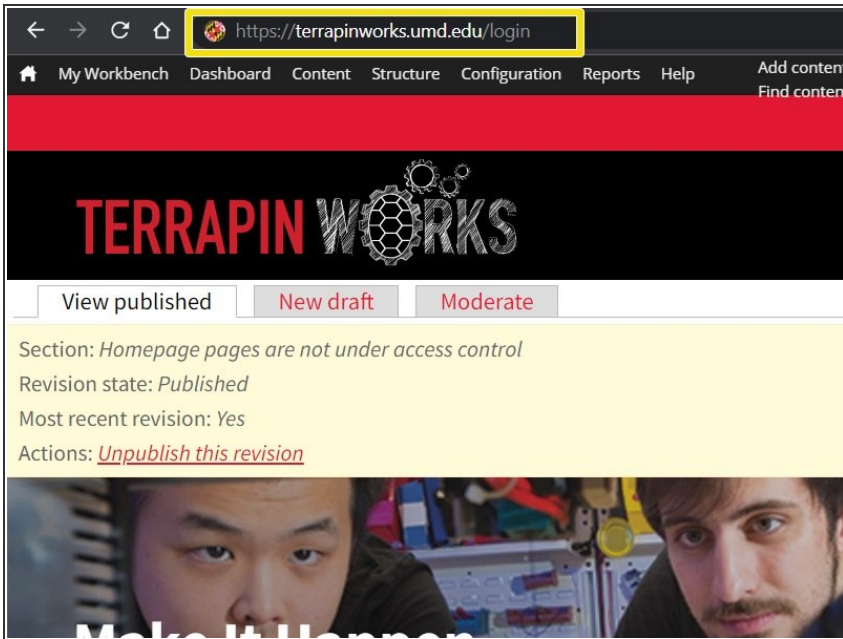 https://terrapinworks.umd.edu/login
My Workbench Dashboard Content Structure Configuration Reports Help
Add content
Find content
TERRAPIN WORKS
View published New draft Moderate
Section: Homepage pages are not under access control
Revision state: Published
Most recent revision: Yes
Actions: Unpublish this revision
Make It Happen